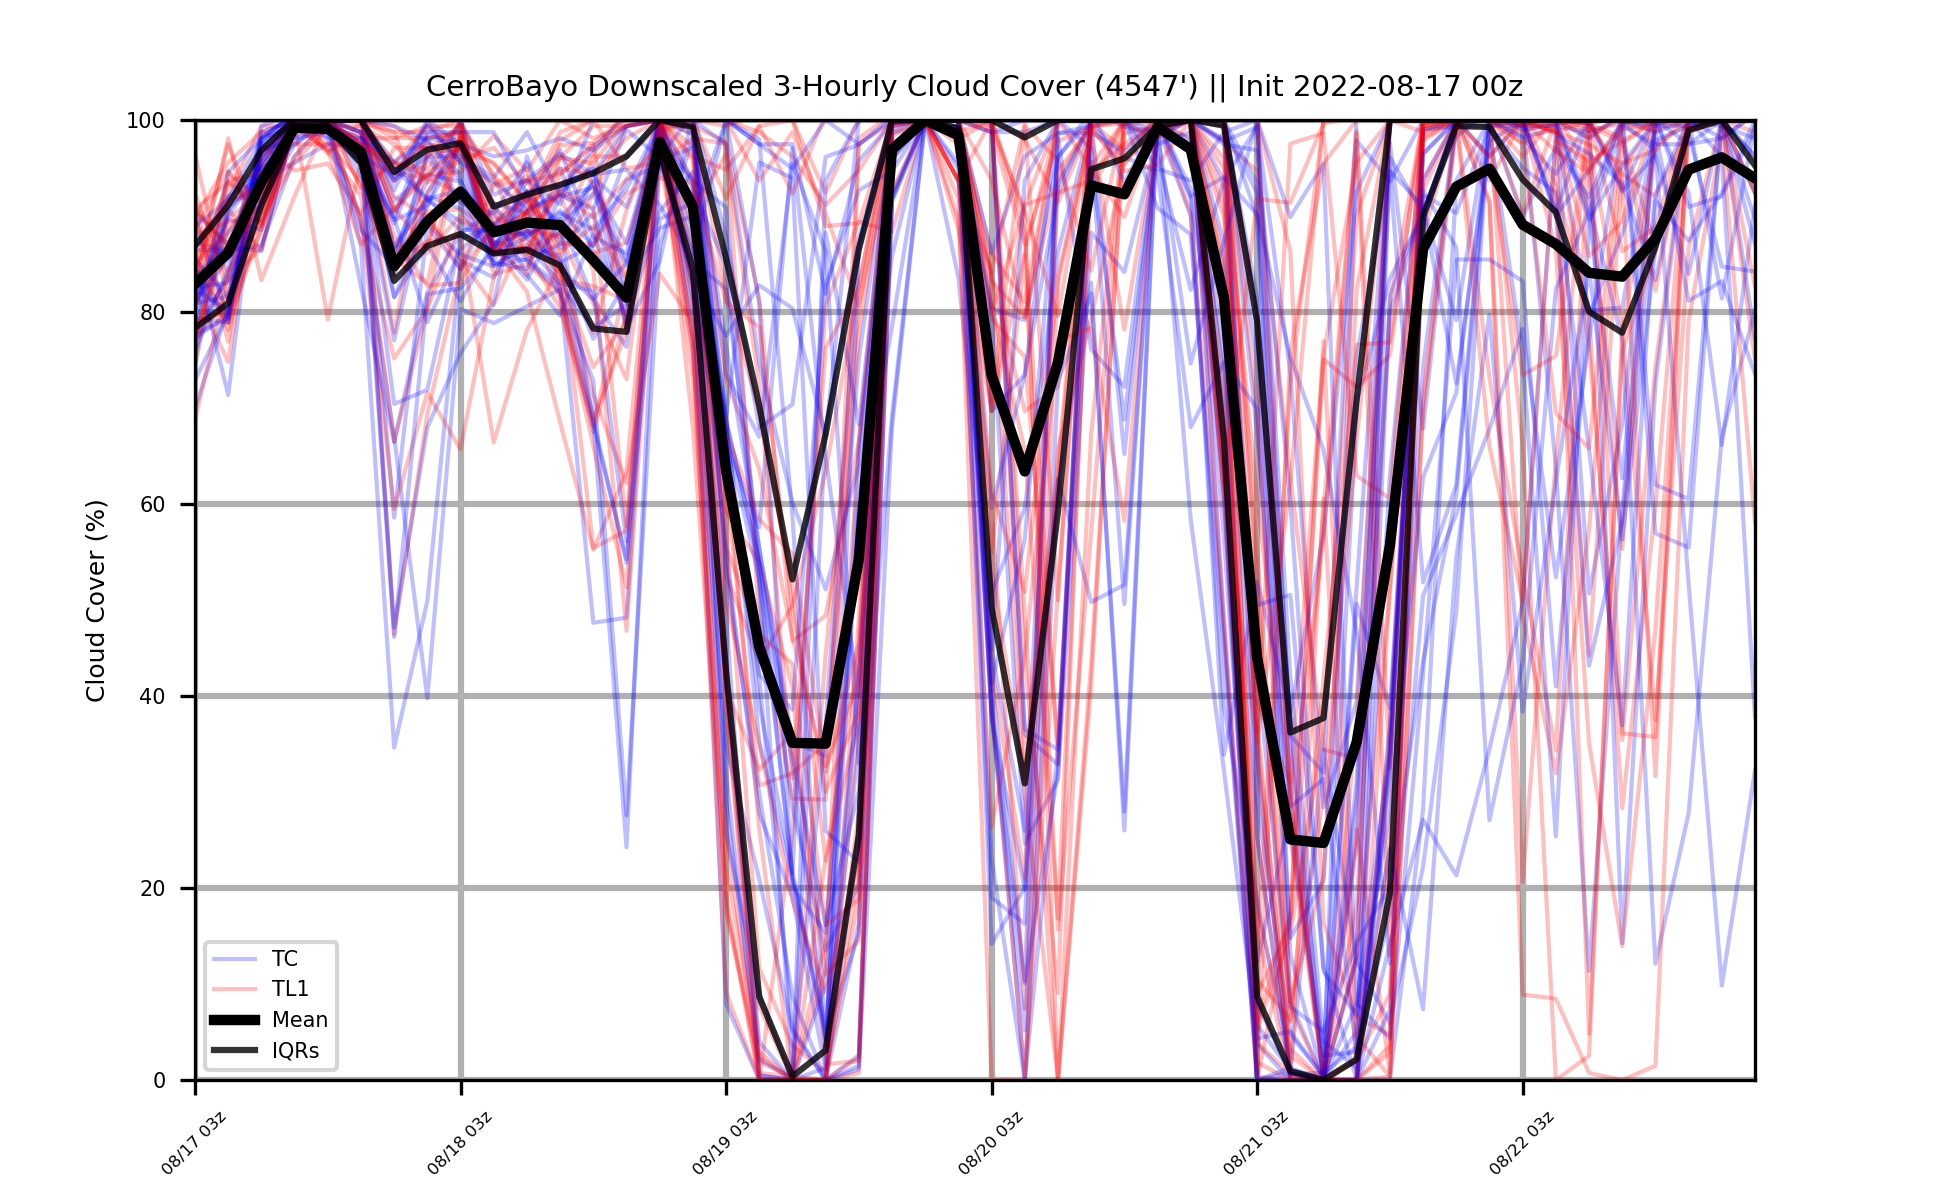 CerroBayo Downscaled 3-Hourly Cloud Cover (4547') || Init 2022-08-17 00z
Cloud Cover (%)
100
80
60
40
20
0
TC
TL1
Mean
IQRs
08/17 03z
08/18 03z
08/19 03z
08/20 03z
08/21 03z
08/22 03z